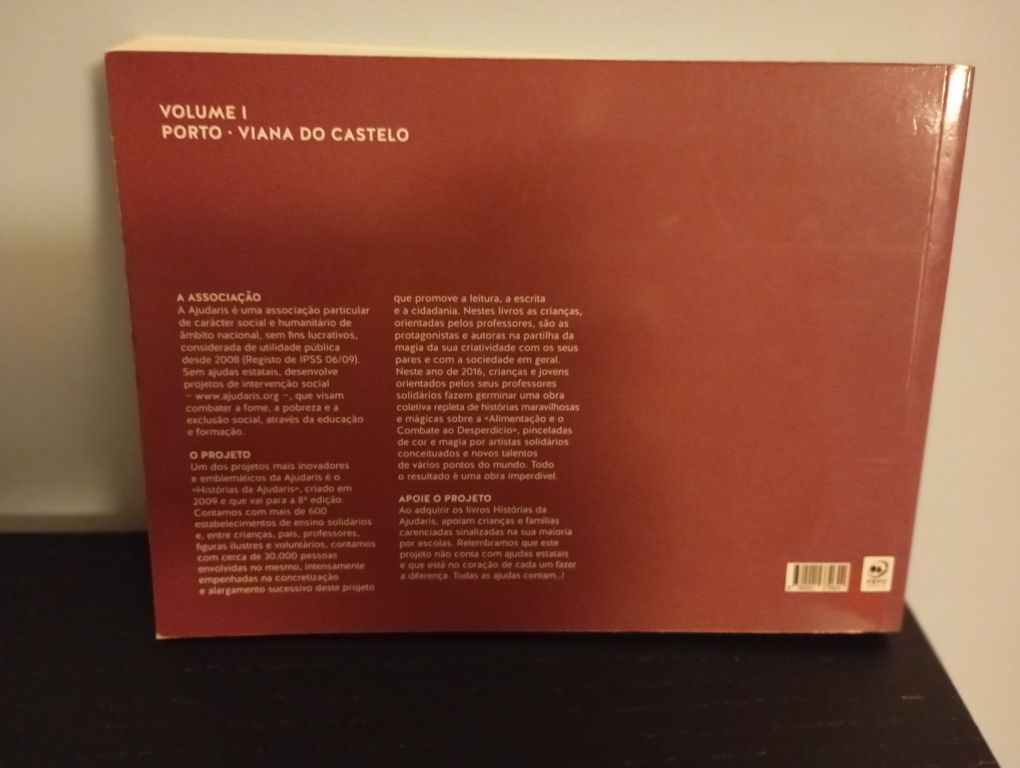 VOLUME I
PORTO · VIANA DO CASTELO
A ASSOCIAÇÃO
A Ajudaris é uma associação particular
de carácter social e humanitário de
âmbito nacional, sem fins lucrativos,
considerada de utilidade pública
desde 2008 (Registo de IPSS 06/09).
Sem ajudas estatais, desenvolve
projetos de intervenção social
– www.ajudaris.org –, que visam
combater a fome, a pobreza e a
exclusão social, através da educação
e formação.
O PROJETO
Um dos projetos mais inovadores
e emblemáticos da Ajudaris é o
«Histórias da Ajudaris», criado em
2009 e que vai para a 8ª edição.
Contamos com mais de 600
estabelecimentos de ensino solidários
e, entre crianças, pais, professores,
figuras ilustres e voluntários, contamos
com cerca de 30.000 pessoas
envolvidas no mesmo, intensamente
empenhadas na concretização
e alargamento sucessivo deste projeto
que promove a leitura, a escrita
e a cidadania. Nestes livros as crianças,
orientadas pelos professores, são as
protagonistas e autoras na partilha da
magia da sua criatividade com os seus
pares e com a sociedade em geral.
Neste ano de 2016, crianças e jovens
orientados pelos seus professores
solidários fazem germinar uma obra
coletiva repleta de histórias maravilhosas
e mágicas sobre a «Alimentação e o
Combate ao Desperdício», pinceladas
de cor e magia por artistas solidários
conceituados e novos talentos
de vários pontos do mundo. Todo
o resultado é uma obra imperdível.
APOIE O PROJETO
Ao adquirir os livros Histórias da
Ajudaris, apoiam crianças e famílias
carenciadas sinalizadas na sua maioria
por escolas. Relembramos que este
projeto não conta com ajudas estatais
e que está no coração de cada um fazer
a diferença. Todas as ajudas contam...!